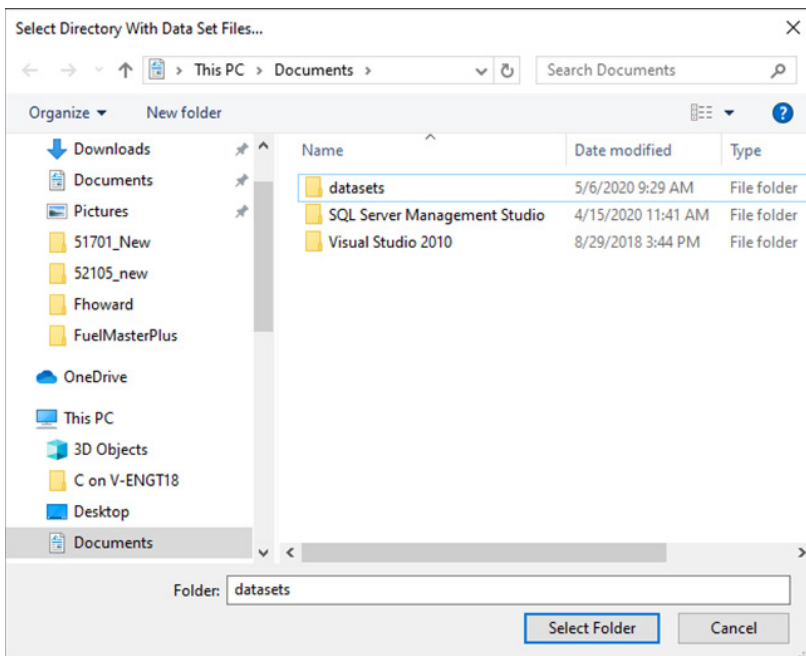 Select Directory With Data Set Files...
This PC > Documents >
Search Documents
Organize
New folder
Downloads
Documents
Pictures
51701_New
52105_new
Fhoward
FuelMasterPlus
OneDrive
This PC
3D Objects
C on V-ENGT18
Desktop
Documents
Name Date modified Type
datasets 5/6/2020 9:29 AM File folder
SQL Server Management Studio 4/15/2020 11:41 AM File folder
Visual Studio 2010 8/29/2018 3:44 PM File folder
Folder: datasets
Select Folder Cancel